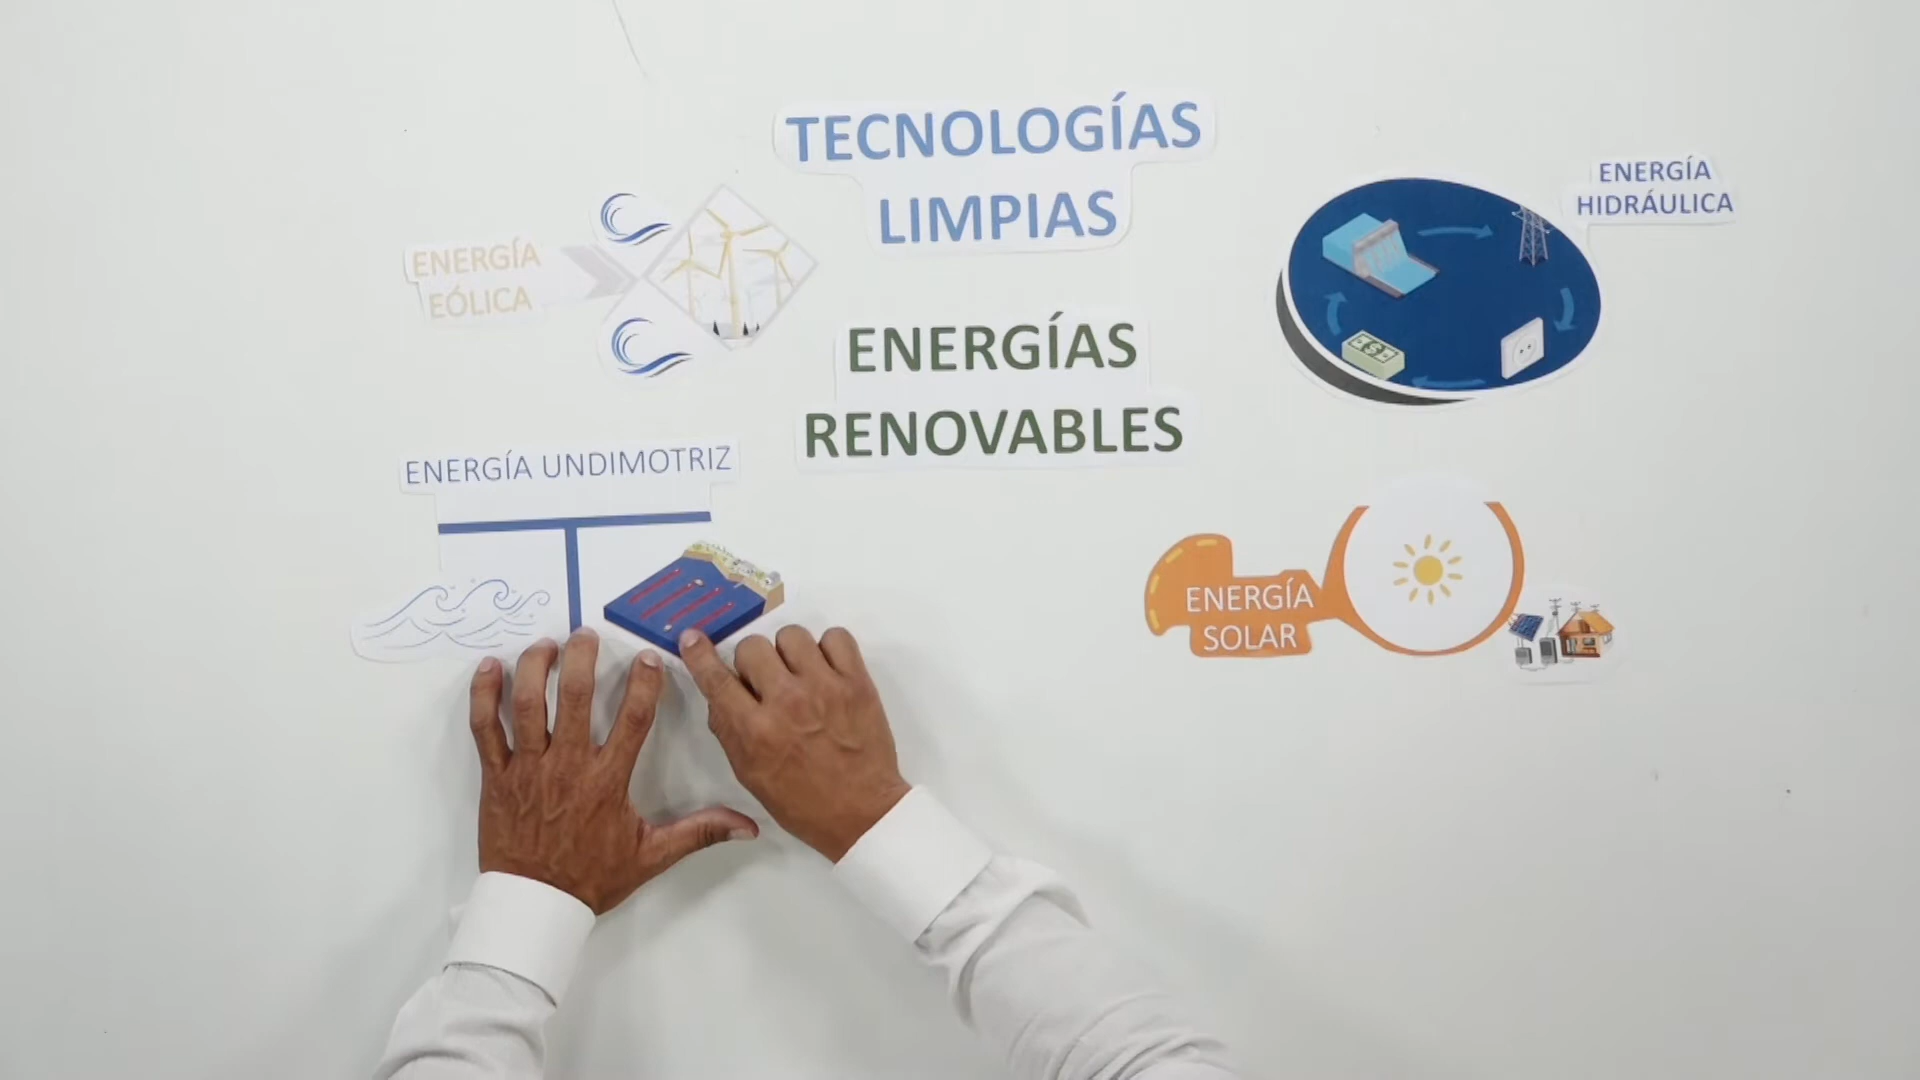 TECNOLOGÍAS
LIMPIAS
ENERGÍA
EÓLICA
ENERGÍA
HIDRÁULICA
ENERGÍAS
RENOVABLES
ENERGÍA UNDIMOTRIZ
ENERGÍA
SOLAR